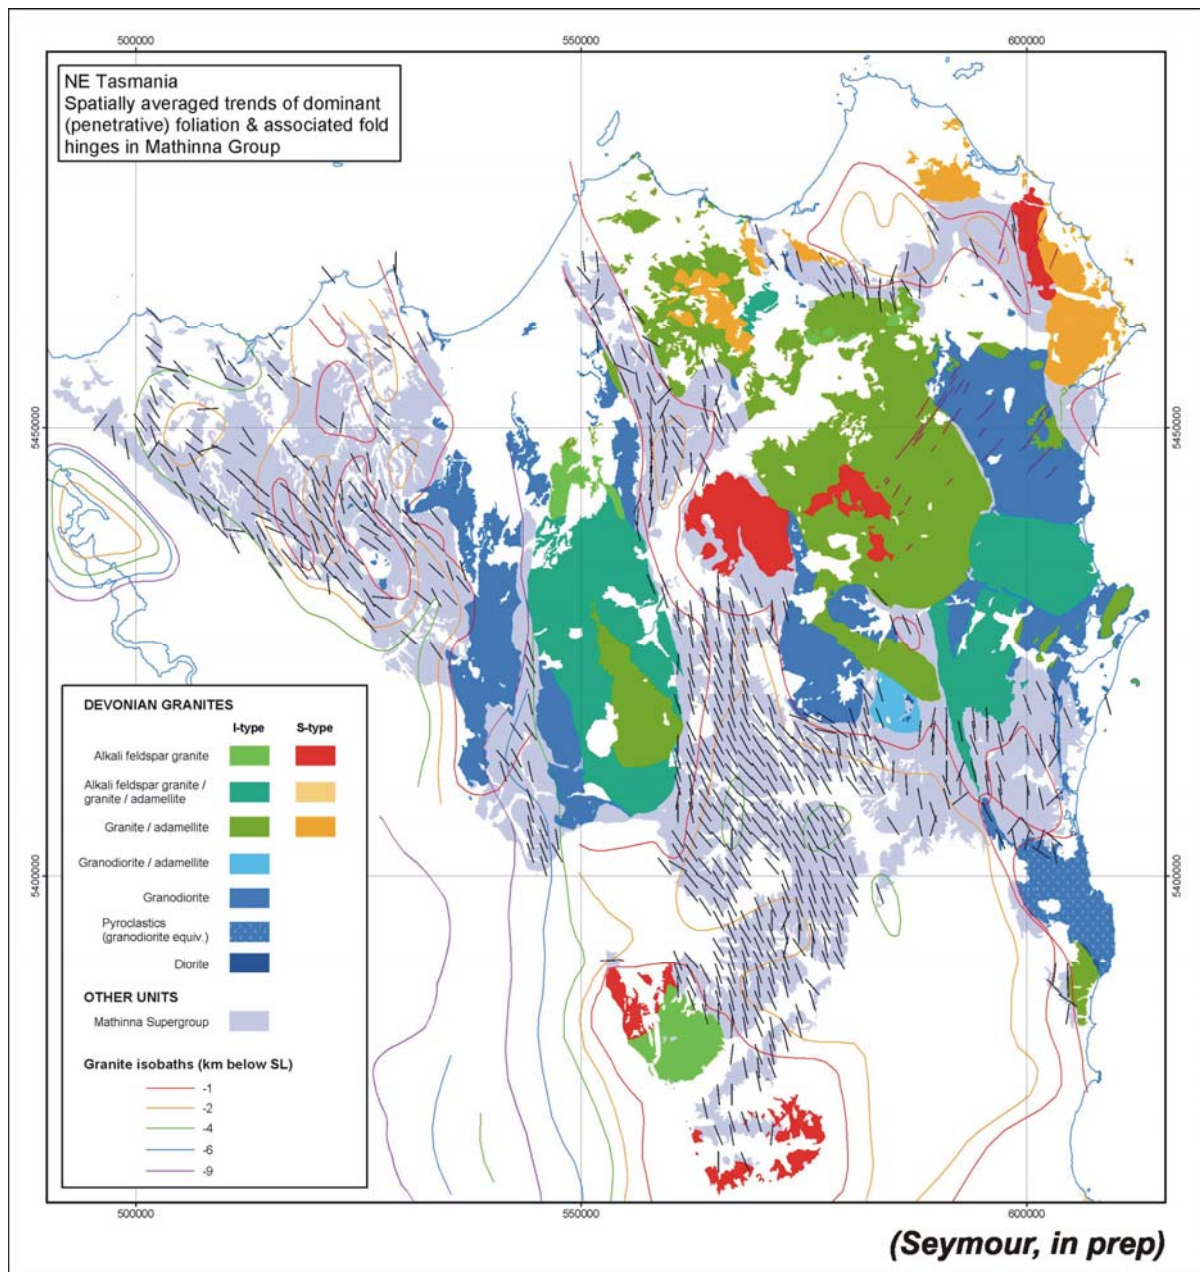 500000
550000
600000
NE Tasmania
Spatially averaged trends of dominant
(penetrative) foliation & associated fold
hinges in Mathinna Group
5450000
5450000
DEVONIAN GRANITES
I-type
S-type
Alkali feldspar granite
Alkali feldspar granite /
granite / adamellite
Granite / adamellite
Granodiorite / adamellite
Granodiorite
Pyroclastics
(granodiorite equiv.)
Diorite
OTHER UNITS
Mathinna Supergroup
Granite isobaths (km below SL)
-1
-2
-4
-6
-9
5400000
5400000
500000
550000
600000
(Seymour, in prep)